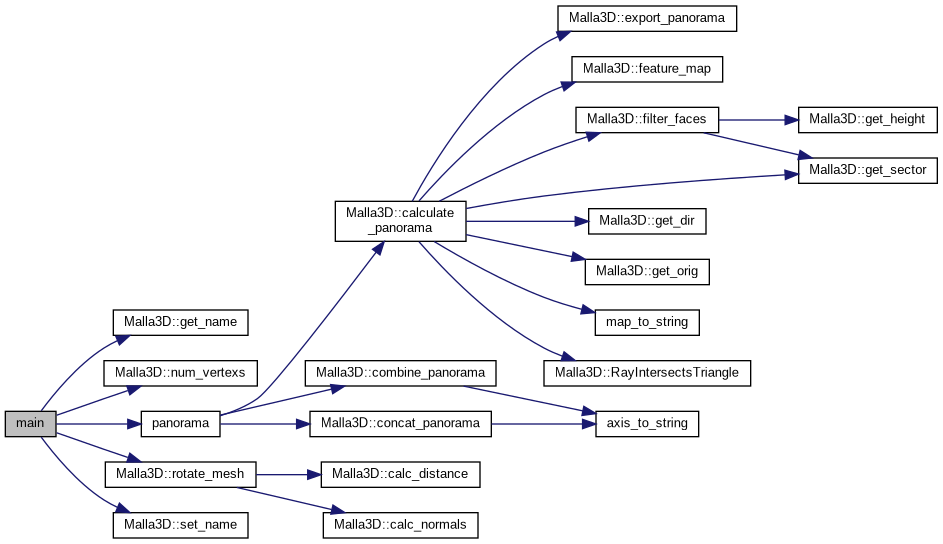 Malla3D::export_panorama
Malla3D::feature_map
Malla3D::filter_faces
Malla3D::get_height
Malla3D::get_sector
Malla3D::calculate
_panorama
Malla3D::get_dir
Malla3D::get_orig
Malla3D::get_name
map_to_string
Malla3D::num_vertexs
Malla3D::combine_panorama
Malla3D::RayIntersectsTriangle
main
panorama
Malla3D::concat_panorama
axis_to_string
Malla3D::rotate_mesh
Malla3D::calc_distance
Malla3D::set_name
Malla3D::calc_normals